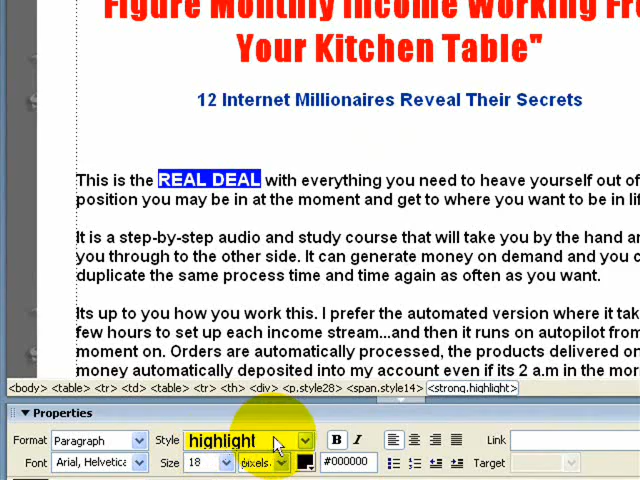 Figure Monthly Income Working
Your Kitchen Table"
12 Internet Millionaires Reveal Their Secrets
This is the REAL DEAL with everything you need to heave yourself out of
position you may be in at the moment and get to where you want to be in
It is a step-by-step audio and study course that will take you by the hand
you through to the other side. It can generate money on demand and you
duplicate the same process time and time again as often as you want.
Its up to you how you work this. I prefer the automated version where it
few hours to set up each income stream...and then it runs on autopilot
moment on. Orders are automatically processed, the products delivered
money automatically deposited into my account even if its 2 a.m in the
<body> <table> <tr> <td> <table> <tr> <th> <div> <p.style28> <span.style14> <strong.highlight>
Properties
Format Paragraph Style highlight B I Link
Font Arial, Helvetica Size 18 pixels #000000 Target